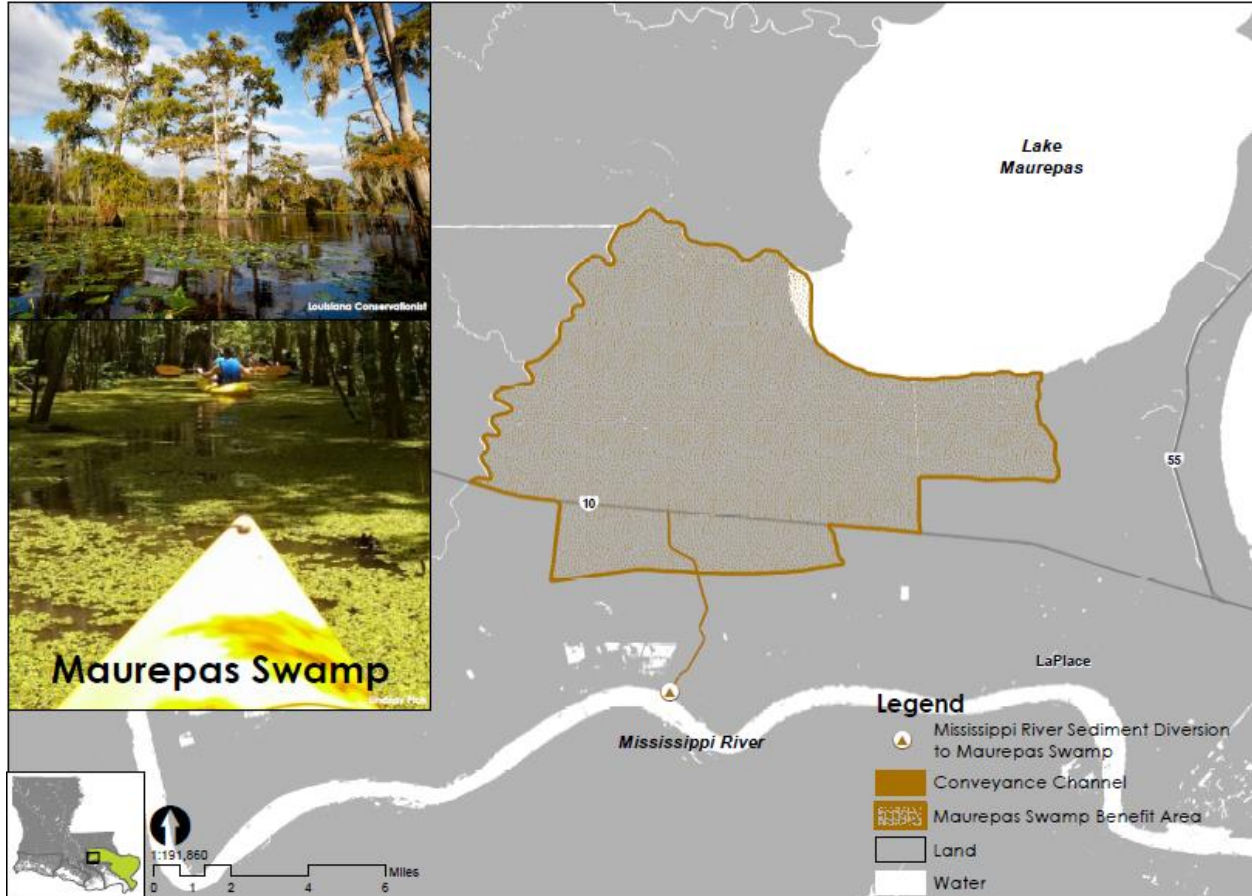 Louisiana Conservationist
Maurepas Swamp
Lake
Maurepas
10
55
LaPlace
Mississippi River
Legend
Mississippi River Sediment Diversion
to Maurepas Swamp
Conveyance Channel
Maurepas Swamp Benefit Area
Land
Water
1:191,860
Miles
0 1 2 4 6